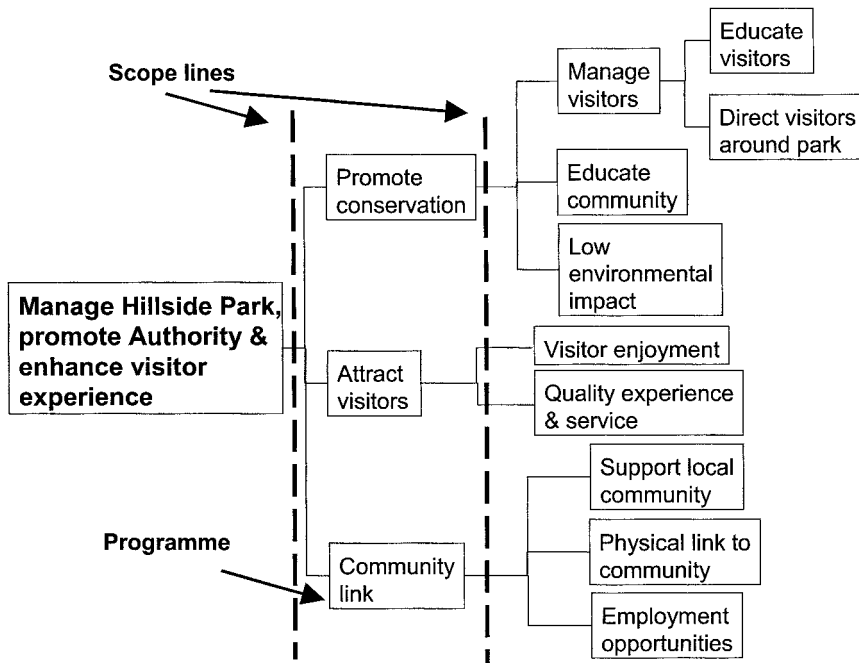 Scope lines
Manage Hillside Park,
promote Authority &
enhance visitor
experience
Programme
Promote
conservation
Attract
visitors
Community
link
Manage
visitors
Educate
visitors
Direct visitors
around park
Educate
community
Low
environmental
impact
Visitor enjoyment
Quality experience
& service
Support local
community
Physical link to
community
Employment
opportunities